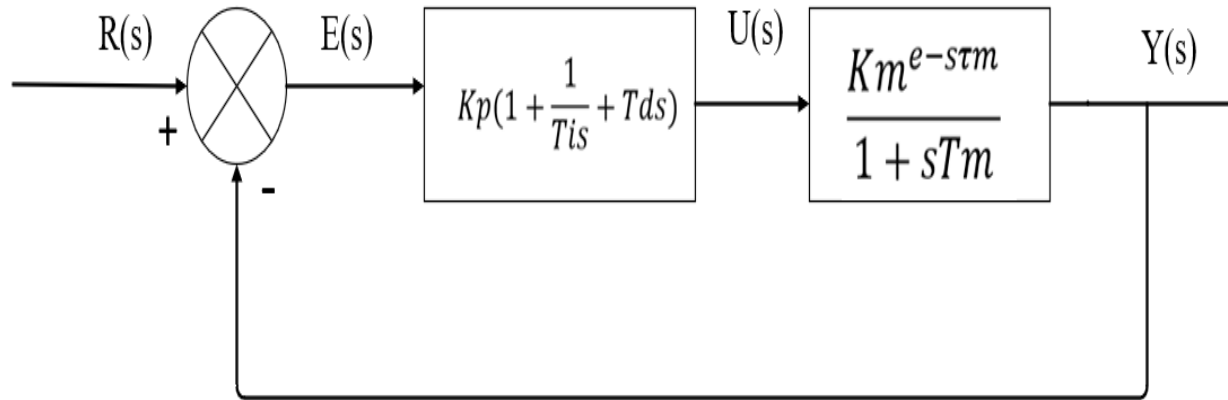 R(s)
E(s)
U(s)
Y(s)
+
-
Kp(1 + 1/Tis + Tds)
Km^{e−sτm}
1 + sTm